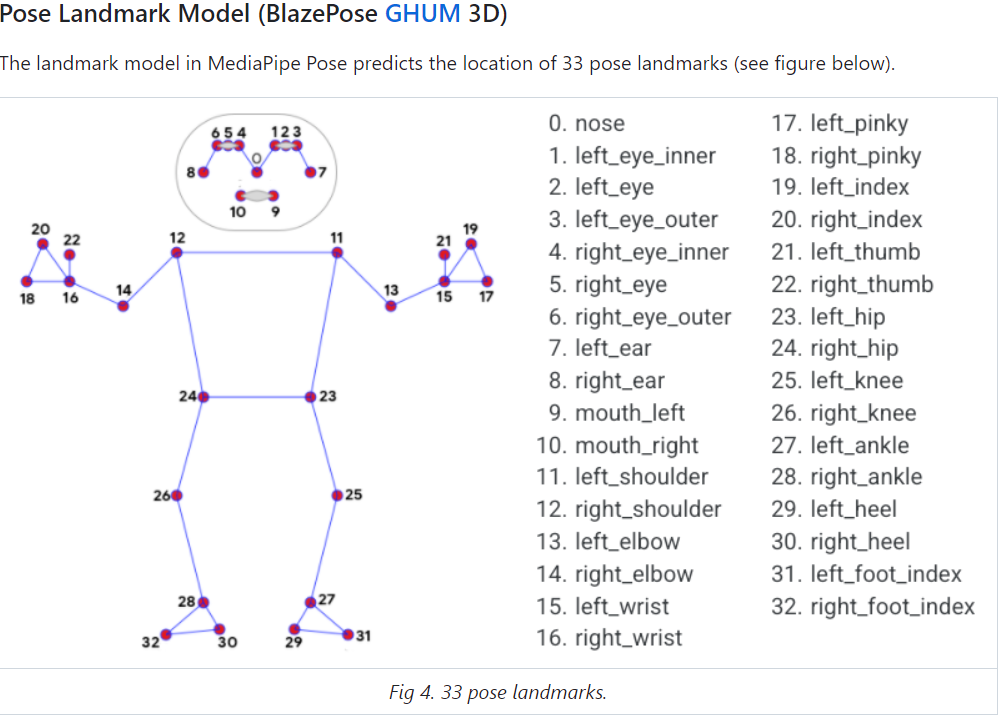 Pose Landmark Model (BlazePose GHUM 3D)
The landmark model in MediaPipe Pose predicts the location of 33 pose landmarks (see figure below).
6 5 4 1 2 3
0
8 7
10 9
20 22 12 11 21 19
18 16 14 13 15 17
24 23
26 25
28 27
32 30 29 31
0. nose
1. left_eye_inner
2. left_eye
3. left_eye_outer
4. right_eye_inner
5. right_eye
6. right_eye_outer
7. left_ear
8. right_ear
9. mouth_left
10. mouth_right
11. left_shoulder
12. right_shoulder
13. left_elbow
14. right_elbow
15. left_wrist
16. right_wrist
17. left_pinky
18. right_pinky
19. left_index
20. right_index
21. left_thumb
22. right_thumb
23. left_hip
24. right_hip
25. left_knee
26. right_knee
27. left_ankle
28. right_ankle
29. left_heel
30. right_heel
31. left_foot_index
32. right_foot_index
Fig 4. 33 pose landmarks.